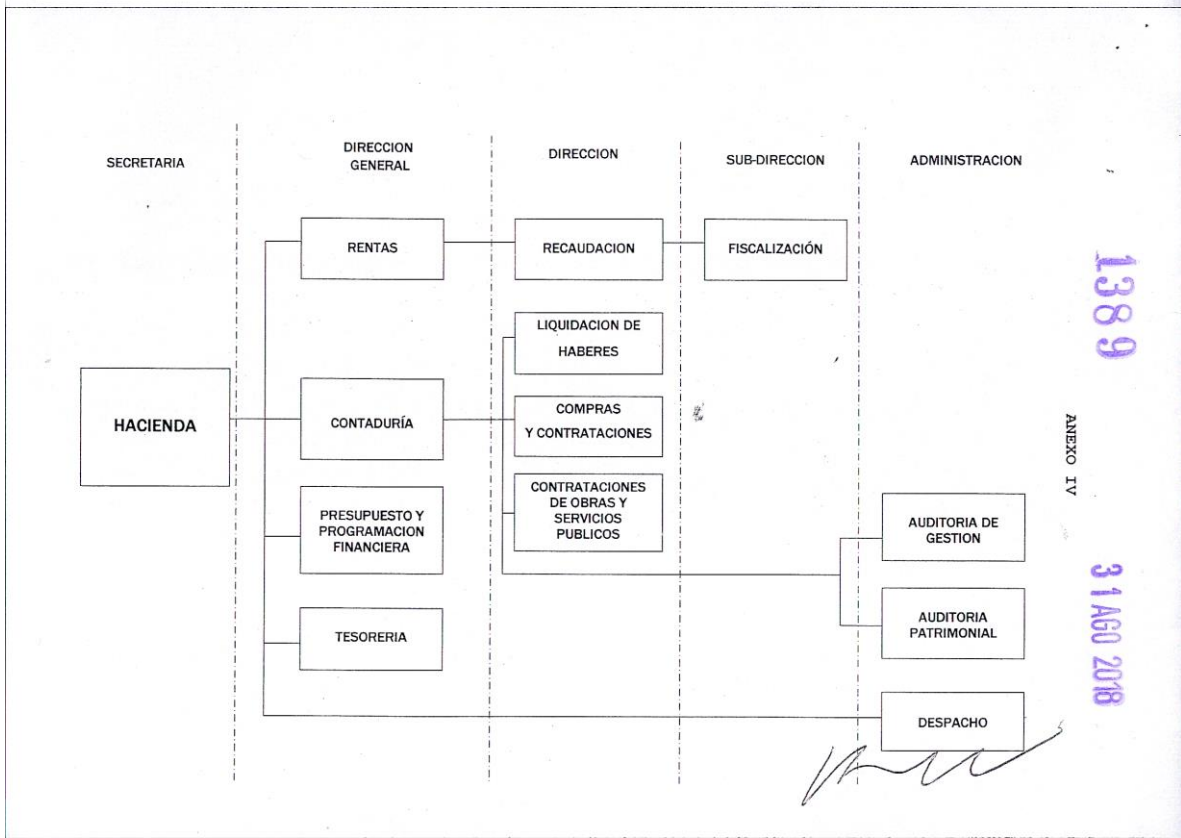 SECRETARIA
DIRECCION
GENERAL
DIRECCION
SUB-DIRECCION
ADMINISTRACION
RENTAS
RECAUDACION
FISCALIZACIÓN
LIQUIDACION DE
HABERES
HACIENDA
CONTADURÍA
COMPRAS
Y CONTRATACIONES
PRESUPUESTO Y
PROGRAMACION
FINANCIERA
CONTRATACIONES
DE OBRAS Y
SERVICIOS
PUBLICOS
AUDITORIA DE
GESTION
TESORERIA
AUDITORIA
PATRIMONIAL
DESPACHO
1389
ANEXO IV
31 AGO 2018